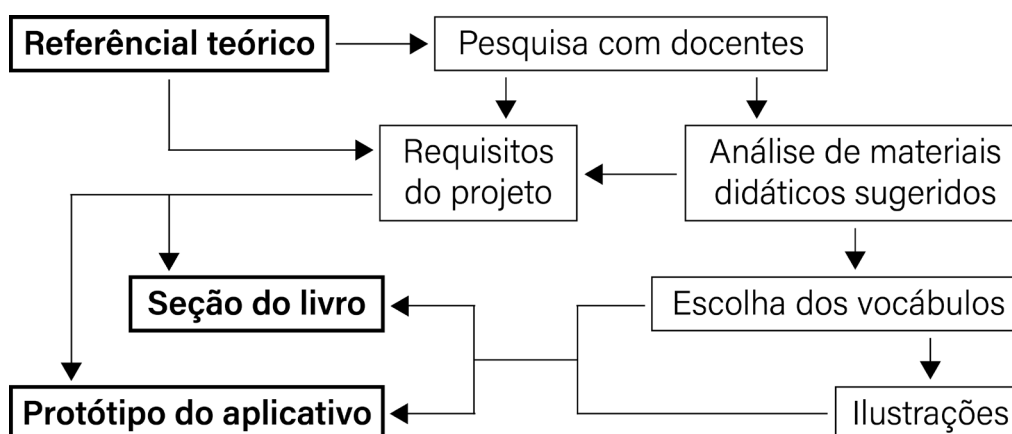 Referêncial teórico
Pesquisa com docentes
Requisitos
do projeto
Análise de materiais
didáticos sugeridos
Seção do livro
Escolha dos vocábulos
Protótipo do aplicativo
Ilustrações